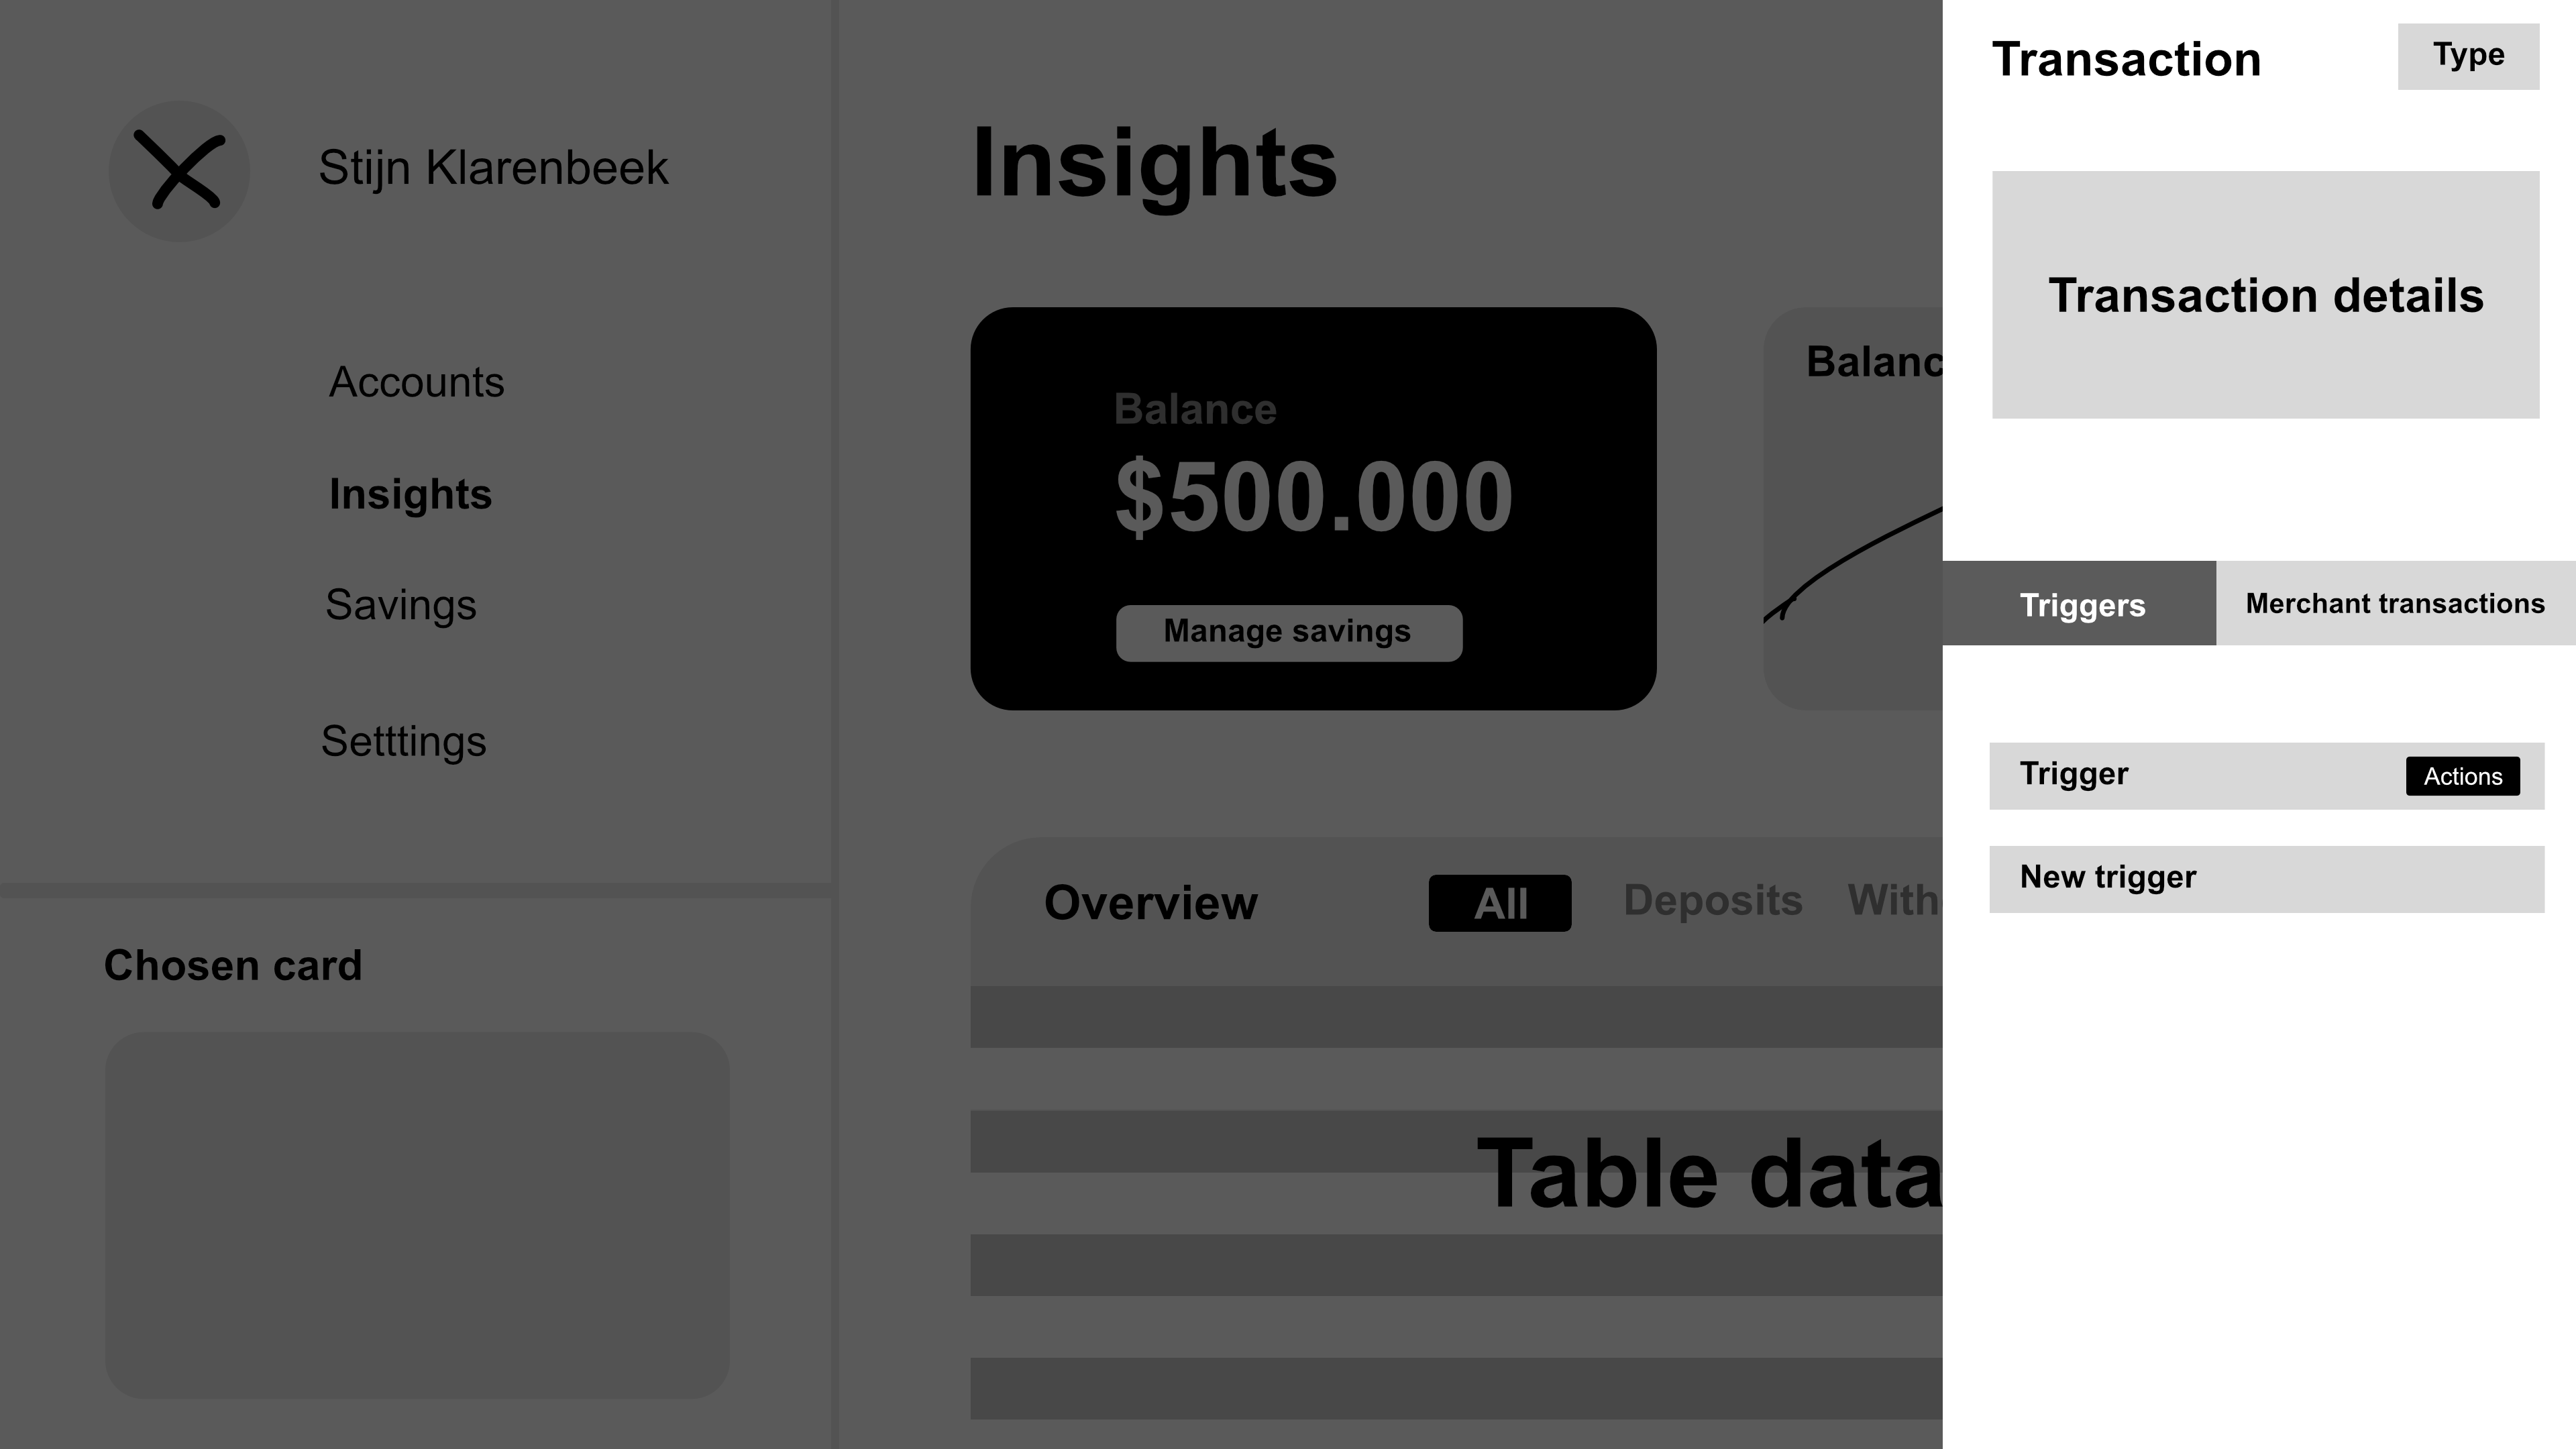 Stijn Klarenbeek
Accounts
Insights
Savings
Setttings
Chosen card
Insights
Balance
$500.000
Manage savings
Balanc
Overview
All
Deposits
With
Table data
Transaction
Type
Transaction details
Triggers
Merchant transactions
Trigger
Actions
New trigger